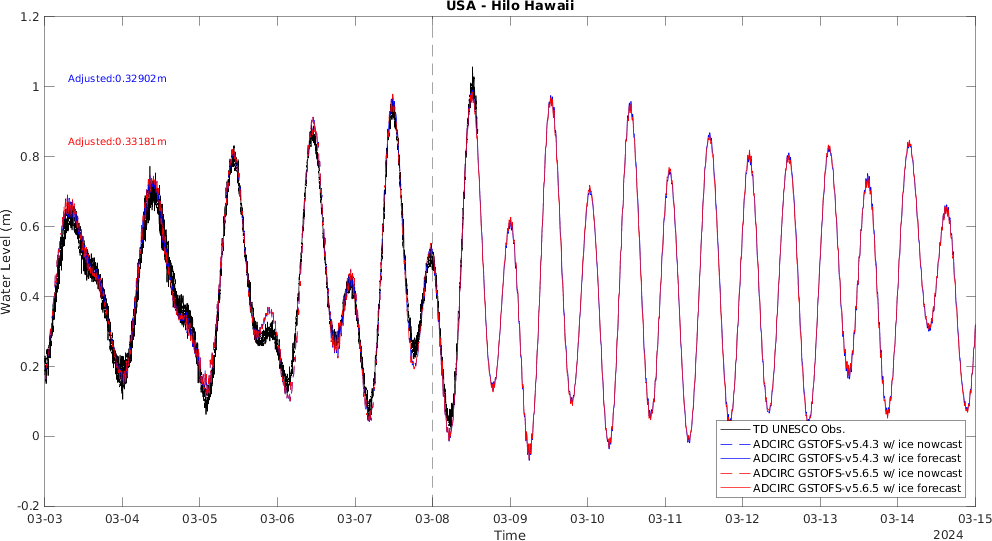 USA - Hilo Hawaii
1.2
1
0.8
0.6
0.4
0.2
0
-0.2
Water Level (m)
Adjusted:0.32902m
Adjusted:0.33181m
TD UNESCO Obs.
ADCIRC GSTOFS-v5.4.3 w/ ice nowcast
ADCIRC GSTOFS-v5.4.3 w/ ice forecast
ADCIRC GSTOFS-v5.6.5 w/ ice nowcast
ADCIRC GSTOFS-v5.6.5 w/ ice forecast
03-03 03-04 03-05 03-06 03-07 03-08 03-09 03-10 03-11 03-12 03-13 03-14 03-15
Time
2024